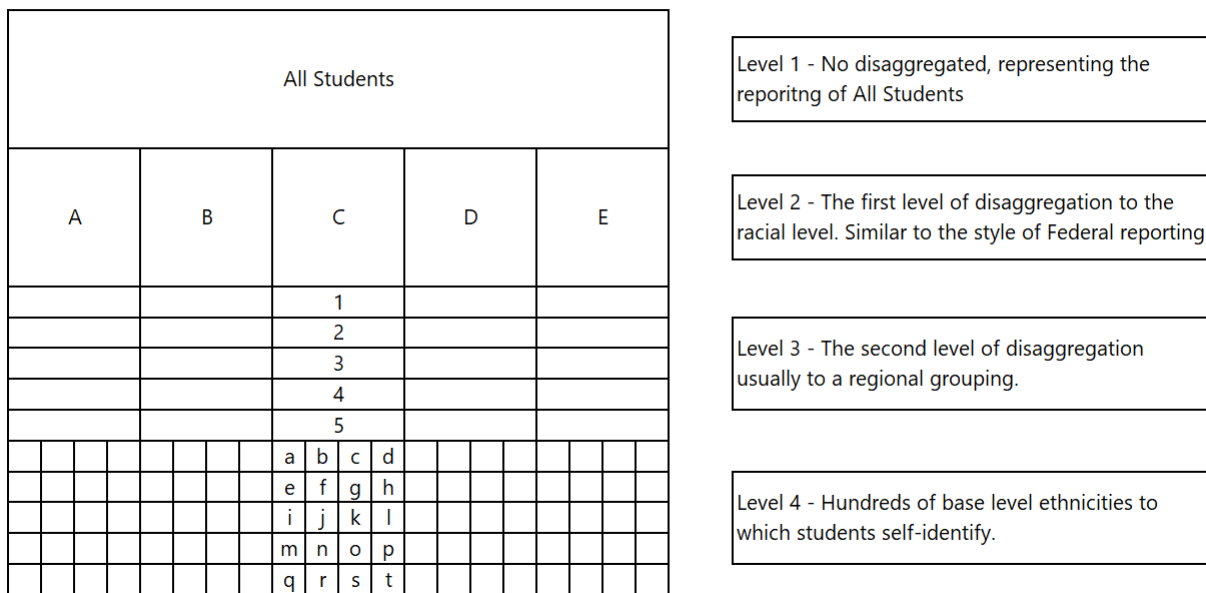 All Students
A B C D E
1
2
3
4
5
a b c d
e f g h
i j k l
m n o p
q r s t
Level 1 - No disaggregated, representing the
reporitng of All Students
Level 2 - The first level of disaggregation to the
racial level. Similar to the style of Federal reporting
Level 3 - The second level of disaggregation
usually to a regional grouping.
Level 4 - Hundreds of base level ethnicities to
which students self-identify.